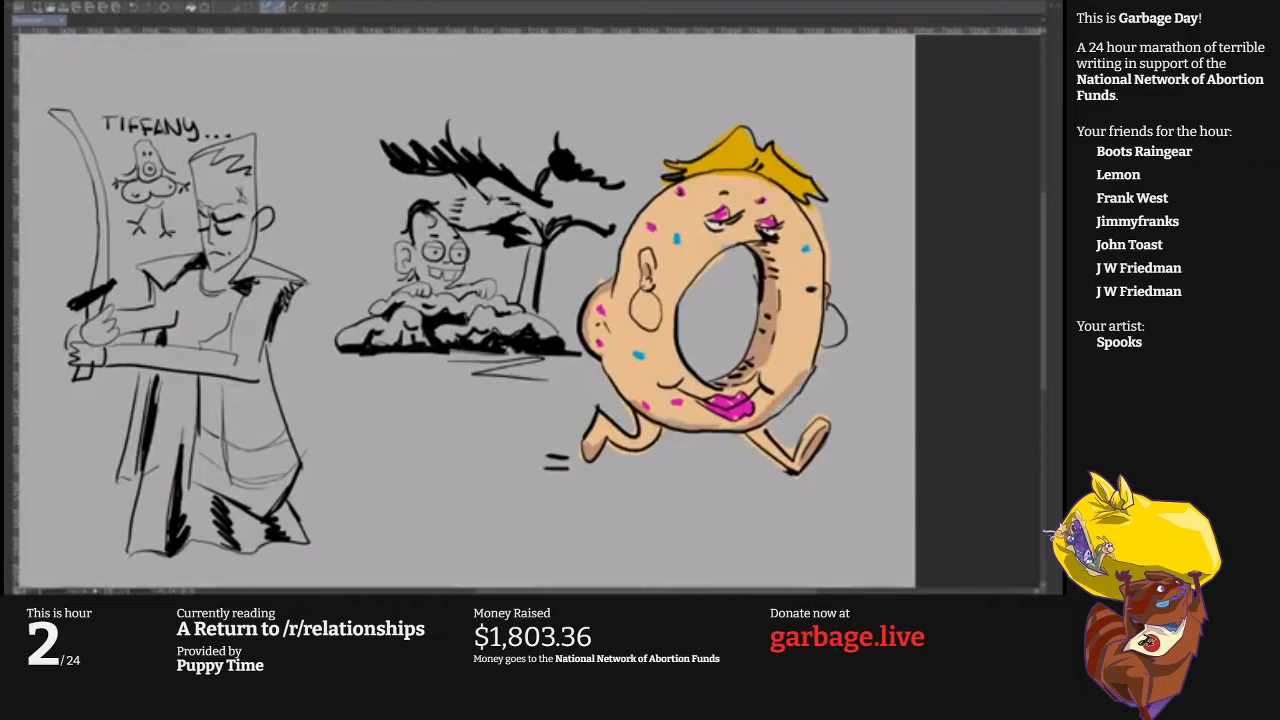 TIFFANY...
=
This is Garbage Day!
A 24 hour marathon of terrible
writing in support of the
National Network of Abortion
Funds.
Your friends for the hour:
Boots Raingear
Lemon
Frank West
Jimmyfranks
John Toast
J W Friedman
J W Friedman
Your artist:
Spooks
This is hour
2/24
Currently reading
A Return to /r/relationships
Provided by
Puppy Time
Money Raised
$1,803.36
Money goes to the National Network of Abortion Funds
Donate now at
garbage.live